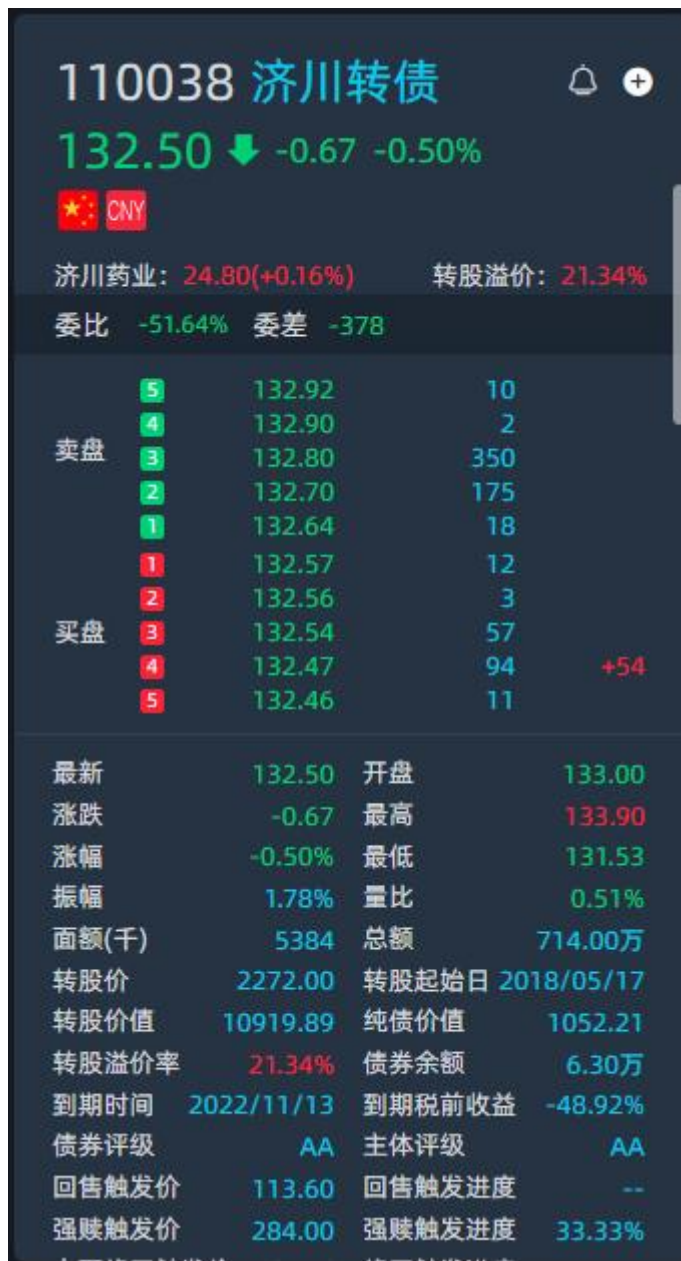 110038 济川转债
132.50 -0.67 -0.50%
CNY
济川药业: 24.80(+0.16%) 转股溢价: 21.34%
委比 -51.64% 委差 -378
5 132.92 10
4 132.90 2
卖盘 3 132.80 350
2 132.70 175
1 132.64 18
1 132.57 12
2 132.56 3
买盘 3 132.54 57
4 132.47 94 +54
5 132.46 11
最新 132.50 开盘 133.00
涨跌 -0.67 最高 133.90
涨幅 -0.50% 最低 131.53
振幅 1.78% 量比 0.51%
面额(千) 5384 总额 714.00万
转股价 2272.00 转股起始日 2018/05/17
转股价值 10919.89 纯债价值 1052.21
转股溢价率 21.34% 债券余额 6.30万
到期时间 2022/11/13 到期税前收益 -48.92%
债券评级 AA 主体评级 AA
回售触发价 113.60 回售触发进度 --
强赎触发价 284.00 强赎触发进度 33.33%